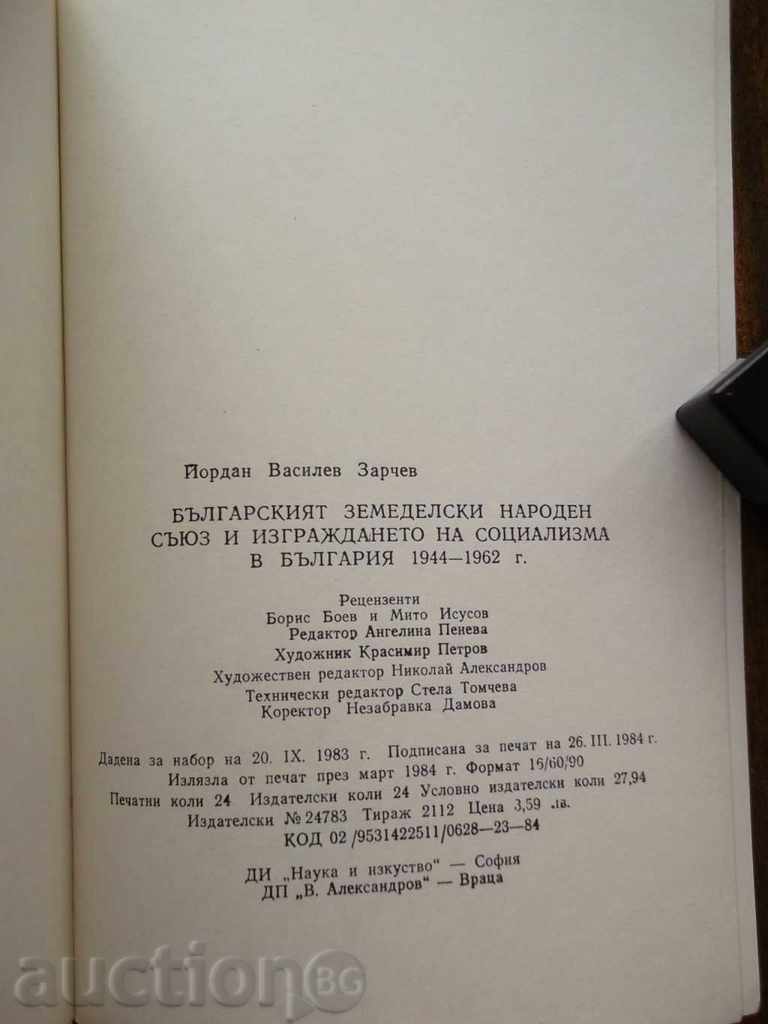 Йордан Василев Зарчев
БЪЛГАРСКИЯТ ЗЕМЕДЕЛСКИ НАРОДЕН
СЪЮЗ И ИЗГРАЖДАНЕТО НА СОЦИАЛИЗМА
В БЪЛГАРИЯ 1944—1962 г.
Рецензенти
Борис Боев и Мито Исусов
Редактор Ангелина Пенева
Художник Красимир Петров
Художествен редактор Николай Александров
Технически редактор Стела Томчева
Коректор Незабравка Дамова
Дадена за набор на 20. IX. 1983 г. Подписана за печат на 26. III. 1984 г.
Излязла от печат през март 1984 г. Формат 16/60/90
Печатни коли 24 Издателски коли 24 Условно издателски коли 27,94
Издателски № 24783 Тираж 2112 Цена 3,59 лв.
КОД 02 /9531422511/0628—23—84
ДИ „Наука и изкуство“ — София
ДП „В. Александров“ — Враца
auctionBG